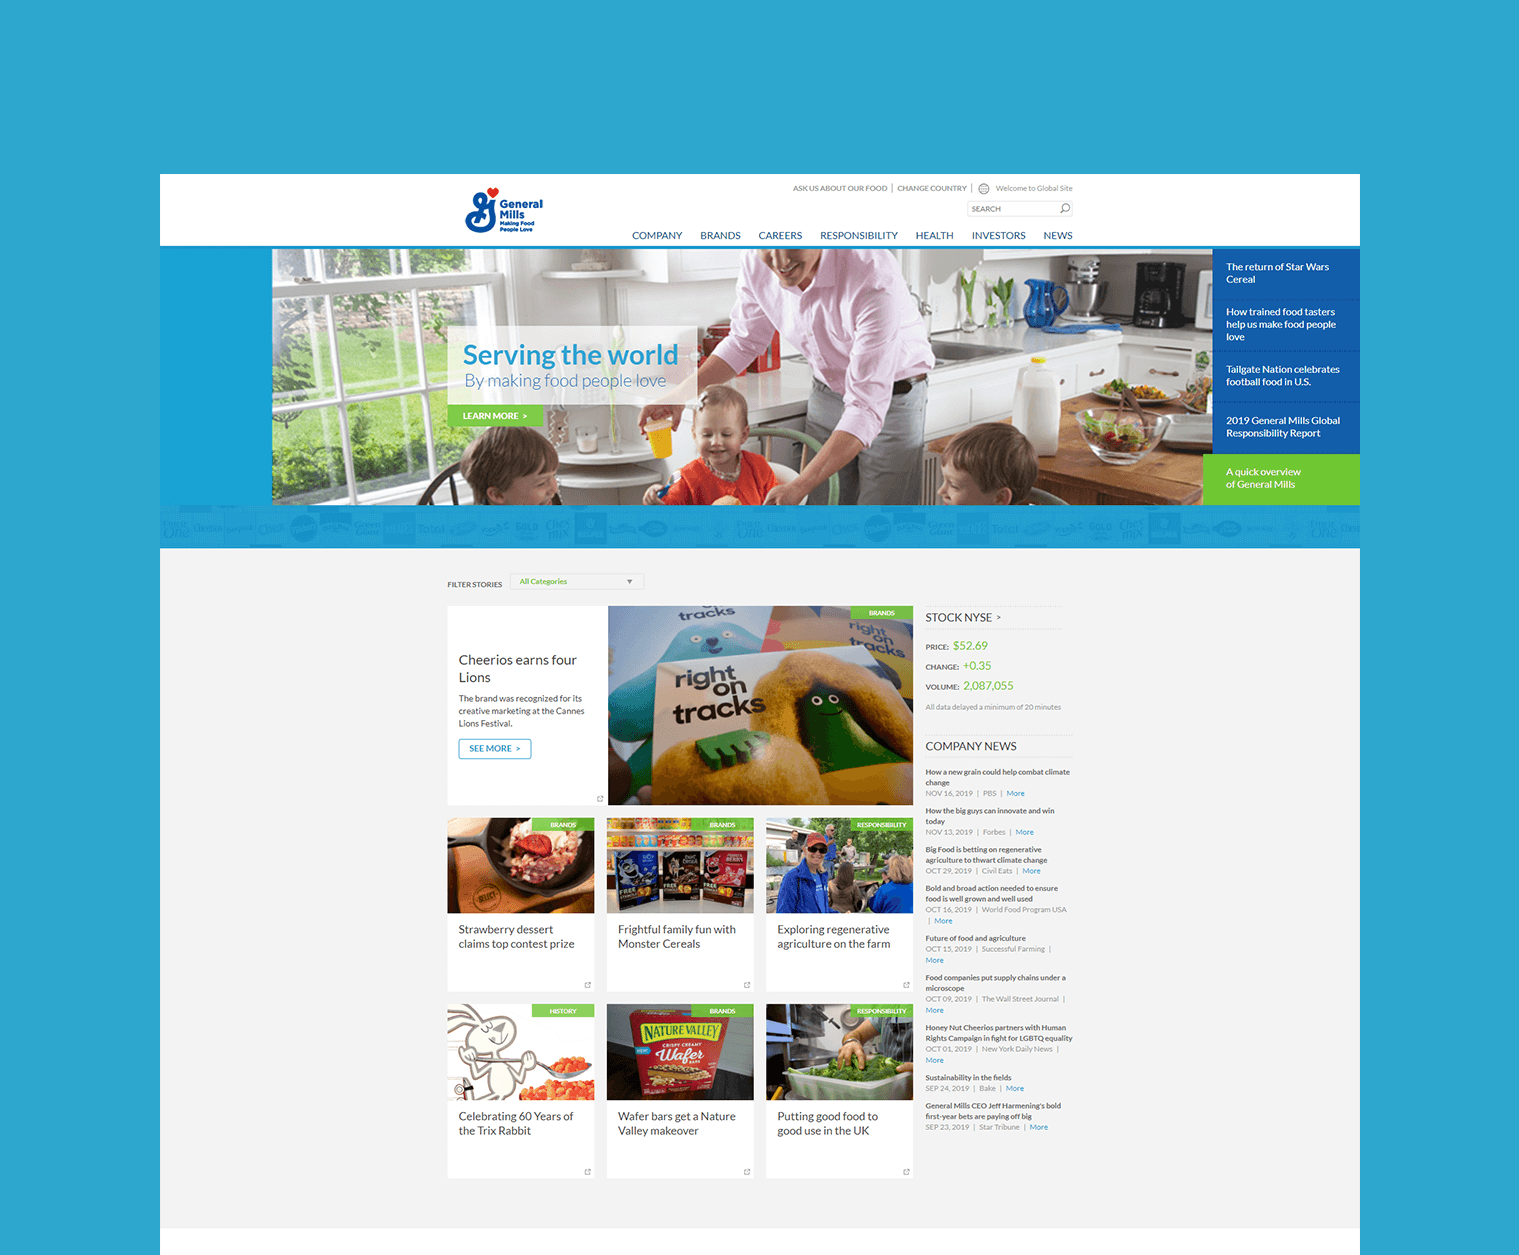 General
Mills
Making Food
People Love
ASK US ABOUT OUR FOOD | CHANGE COUNTRY | Welcome to Global Site
SEARCH
COMPANY BRANDS CAREERS RESPONSIBILITY HEALTH INVESTORS NEWS
Serving the world
By making food people love
LEARN MORE >
The return of Star Wars
Cereal
How trained food tasters
help us make food people
love
Tailgate Nation celebrates
football food in U.S.
2019 General Mills Global
Responsibility Report
A quick overview
of General Mills
FILTER STORIES All Categories
Cheerios earns four
Lions
The brand was recognized for its
creative marketing at the Cannes
Lions Festival.
SEE MORE >
BRANDS
tracks
right on
right
on
tracks
BRANDS
Strawberry dessert
claims top contest prize
BRANDS
Frightful family fun with
Monster Cereals
RESPONSIBILITY
Exploring regenerative
agriculture on the farm
HISTORY
Celebrating 60 Years of
the Trix Rabbit
BRANDS
NATURE VALLEY
CRISPY CREAMY
Wafer
BARS
Wafer bars get a Nature
Valley makeover
RESPONSIBILITY
Putting good food to
good use in the UK
STOCK NYSE >
PRICE: $52.69
CHANGE: +0.35
VOLUME: 2,087,055
All data delayed a minimum of 20 minutes
COMPANY NEWS
How a new grain could help combat climate
change
NOV 16, 2019 | PBS | More
How the big guys can innovate and win
today
NOV 13, 2019 | Forbes | More
Big Food is betting on regenerative
agriculture to thwart climate change
OCT 29, 2019 | Civil Eats | More
Bold and broad action needed to ensure
food is well grown and well used
OCT 16, 2019 | World Food Program USA
| More
Future of food and agriculture
OCT 15, 2019 | Successful Farming |
More
Food companies put supply chains under a
microscope
OCT 09, 2019 | The Wall Street Journal |
More
Honey Nut Cheerios partners with Human
Rights Campaign in fight for LGBTQ equality
OCT 01, 2019 | New York Daily News |
More
Sustainability in the fields
SEP 24, 2019 | Bake | More
General Mills CEO Jeff Harmening's bold
first-year bets are paying off big
SEP 23, 2019 | Star Tribune | More